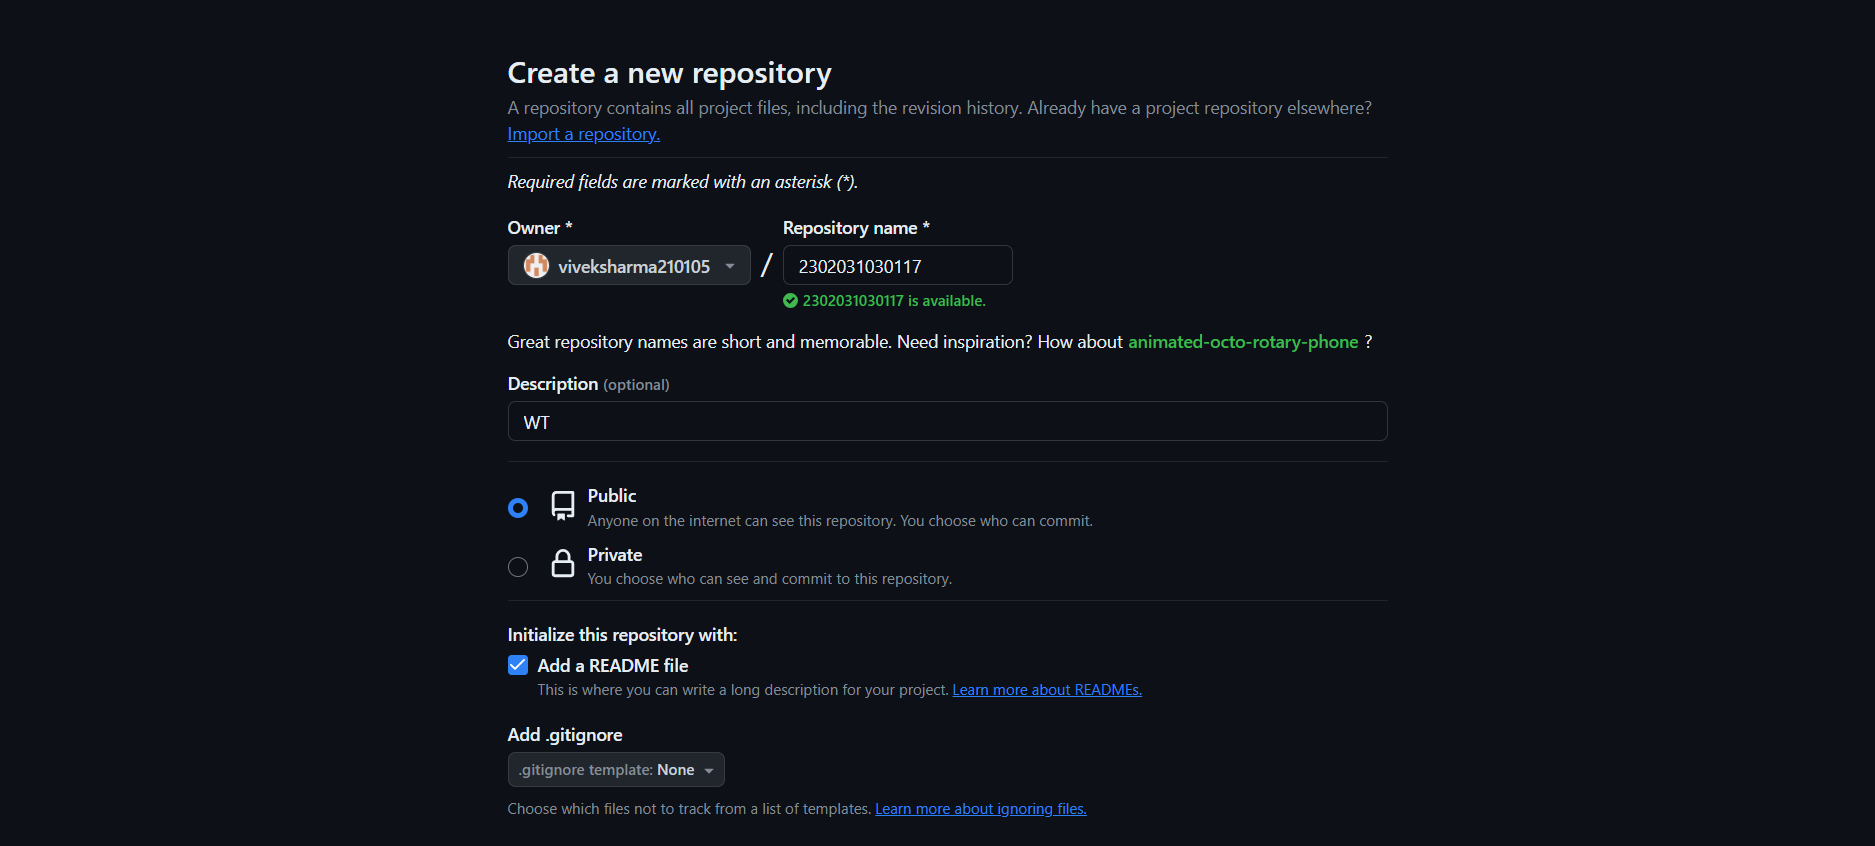 Create a new repository
A repository contains all project files, including the revision history. Already have a project repository elsewhere?
Import a repository.
Required fields are marked with an asterisk (*).
Owner *
Repository name *
viveksharma210105
/
2302031030117
2302031030117 is available.
Great repository names are short and memorable. Need inspiration? How about animated-octo-rotary-phone ?
Description (optional)
WT
Public
Anyone on the internet can see this repository. You choose who can commit.
Private
You choose who can see and commit to this repository.
Initialize this repository with:
Add a README file
This is where you can write a long description for your project. Learn more about READMEs.
Add .gitignore
.gitignore template: None
Choose which files not to track from a list of templates. Learn more about ignoring files.